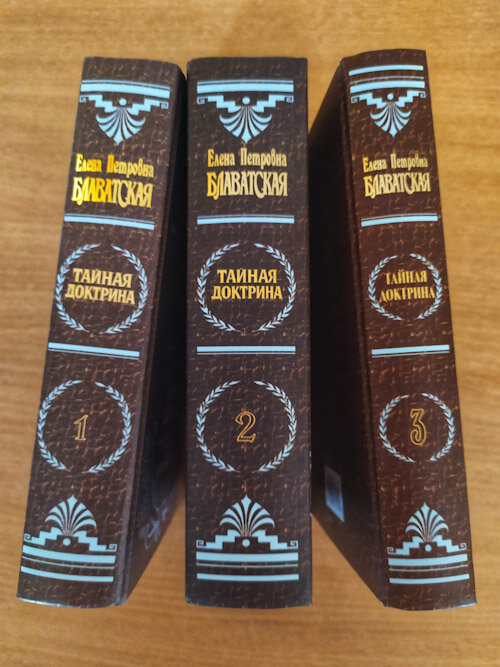 Елена Петровна
БЛАВАТСКАЯ
ТАЙНАЯ
ДОКТРИНА
1
Елена Петровна
БЛАВАТСКАЯ
ТАЙНАЯ
ДОКТРИНА
2
Елена Петровна
БЛАВАТСКАЯ
ТАЙНАЯ
ДОКТРИНА
3